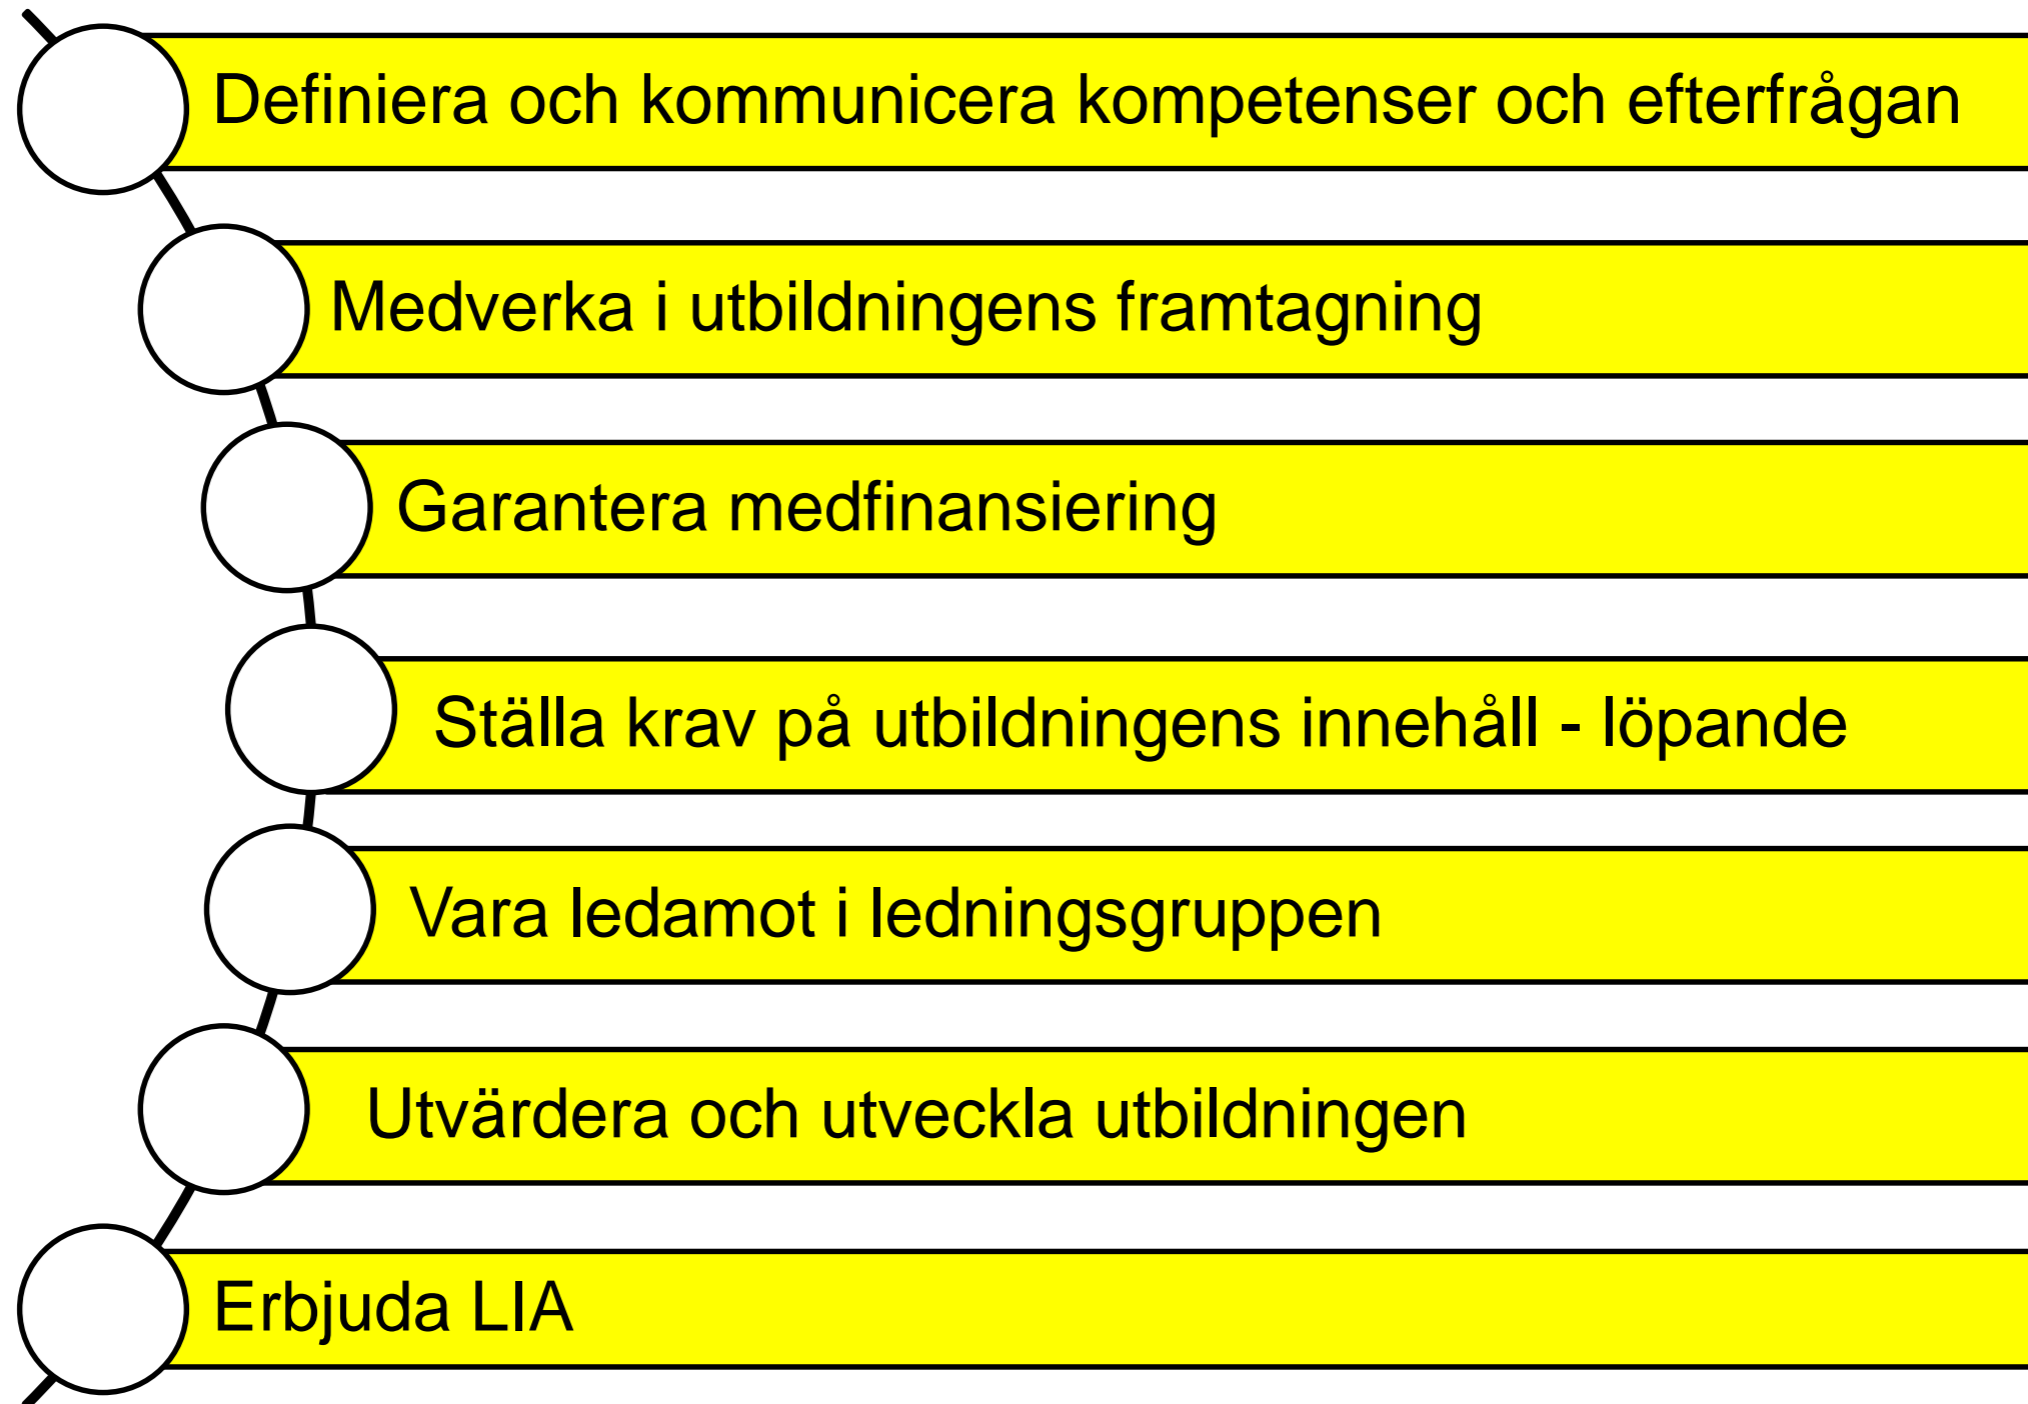 Definiera och kommunicera kompetenser och efterfrågan
Medverka i utbildningens framtagning
Garantera medfinansiering
Ställa krav på utbildningens innehåll - löpande
Vara ledamot i ledningsgruppen
Utvärdera och utveckla utbildningen
Erbjuda LIA